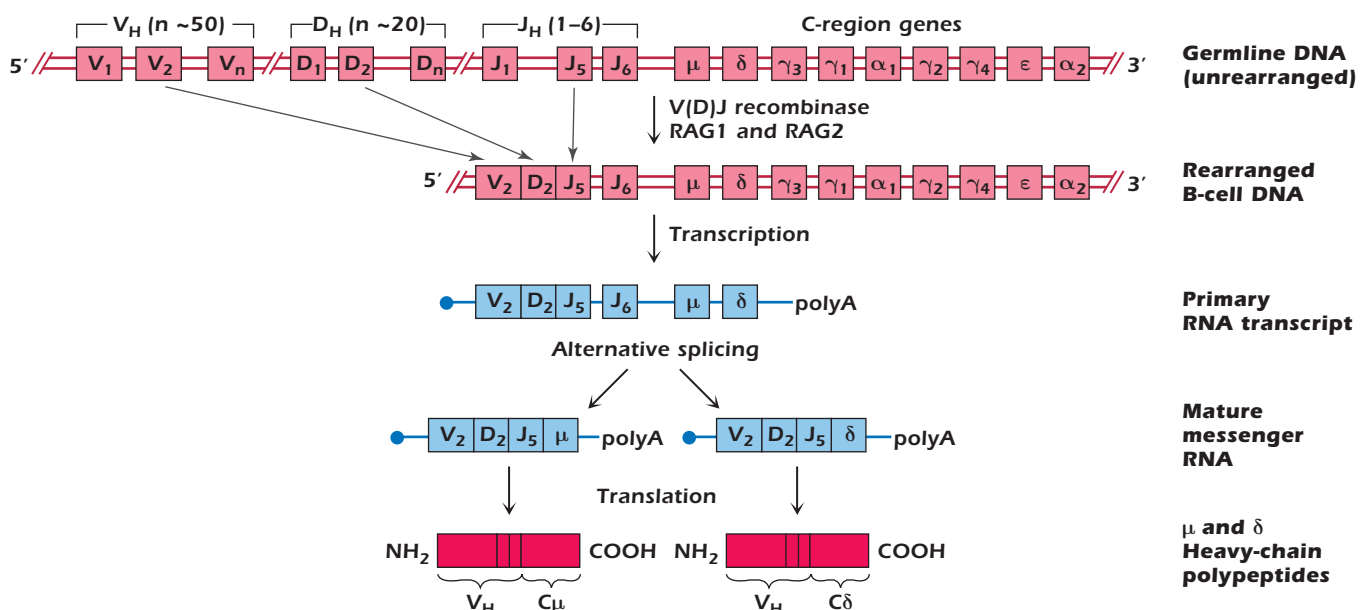 V_H (n ~50) D_H (n ~20) J_H (1–6) C-region genes
5′ V₁ V₂ Vₙ D₁ D₂ Dₙ J₁ J₅ J₆ μ δ γ₃ γ₁ α₁ γ₂ γ₄ ε α₂ 3′
Germline DNA
(unrearranged)
V(D)J recombinase
RAG1 and RAG2
5′ V₂ D₂ J₅ J₆ μ δ γ₃ γ₁ α₁ γ₂ γ₄ ε α₂ 3′
Rearranged
B-cell DNA
Transcription
V₂ D₂ J₅ J₆ μ δ polyA
Primary
RNA transcript
Alternative splicing
V₂ D₂ J₅ μ polyA
V₂ D₂ J₅ δ polyA
Mature
messenger
RNA
Translation
NH₂ COOH
NH₂ COOH
μ and δ
Heavy-chain
polypeptides
V_H Cμ
V_H Cδ